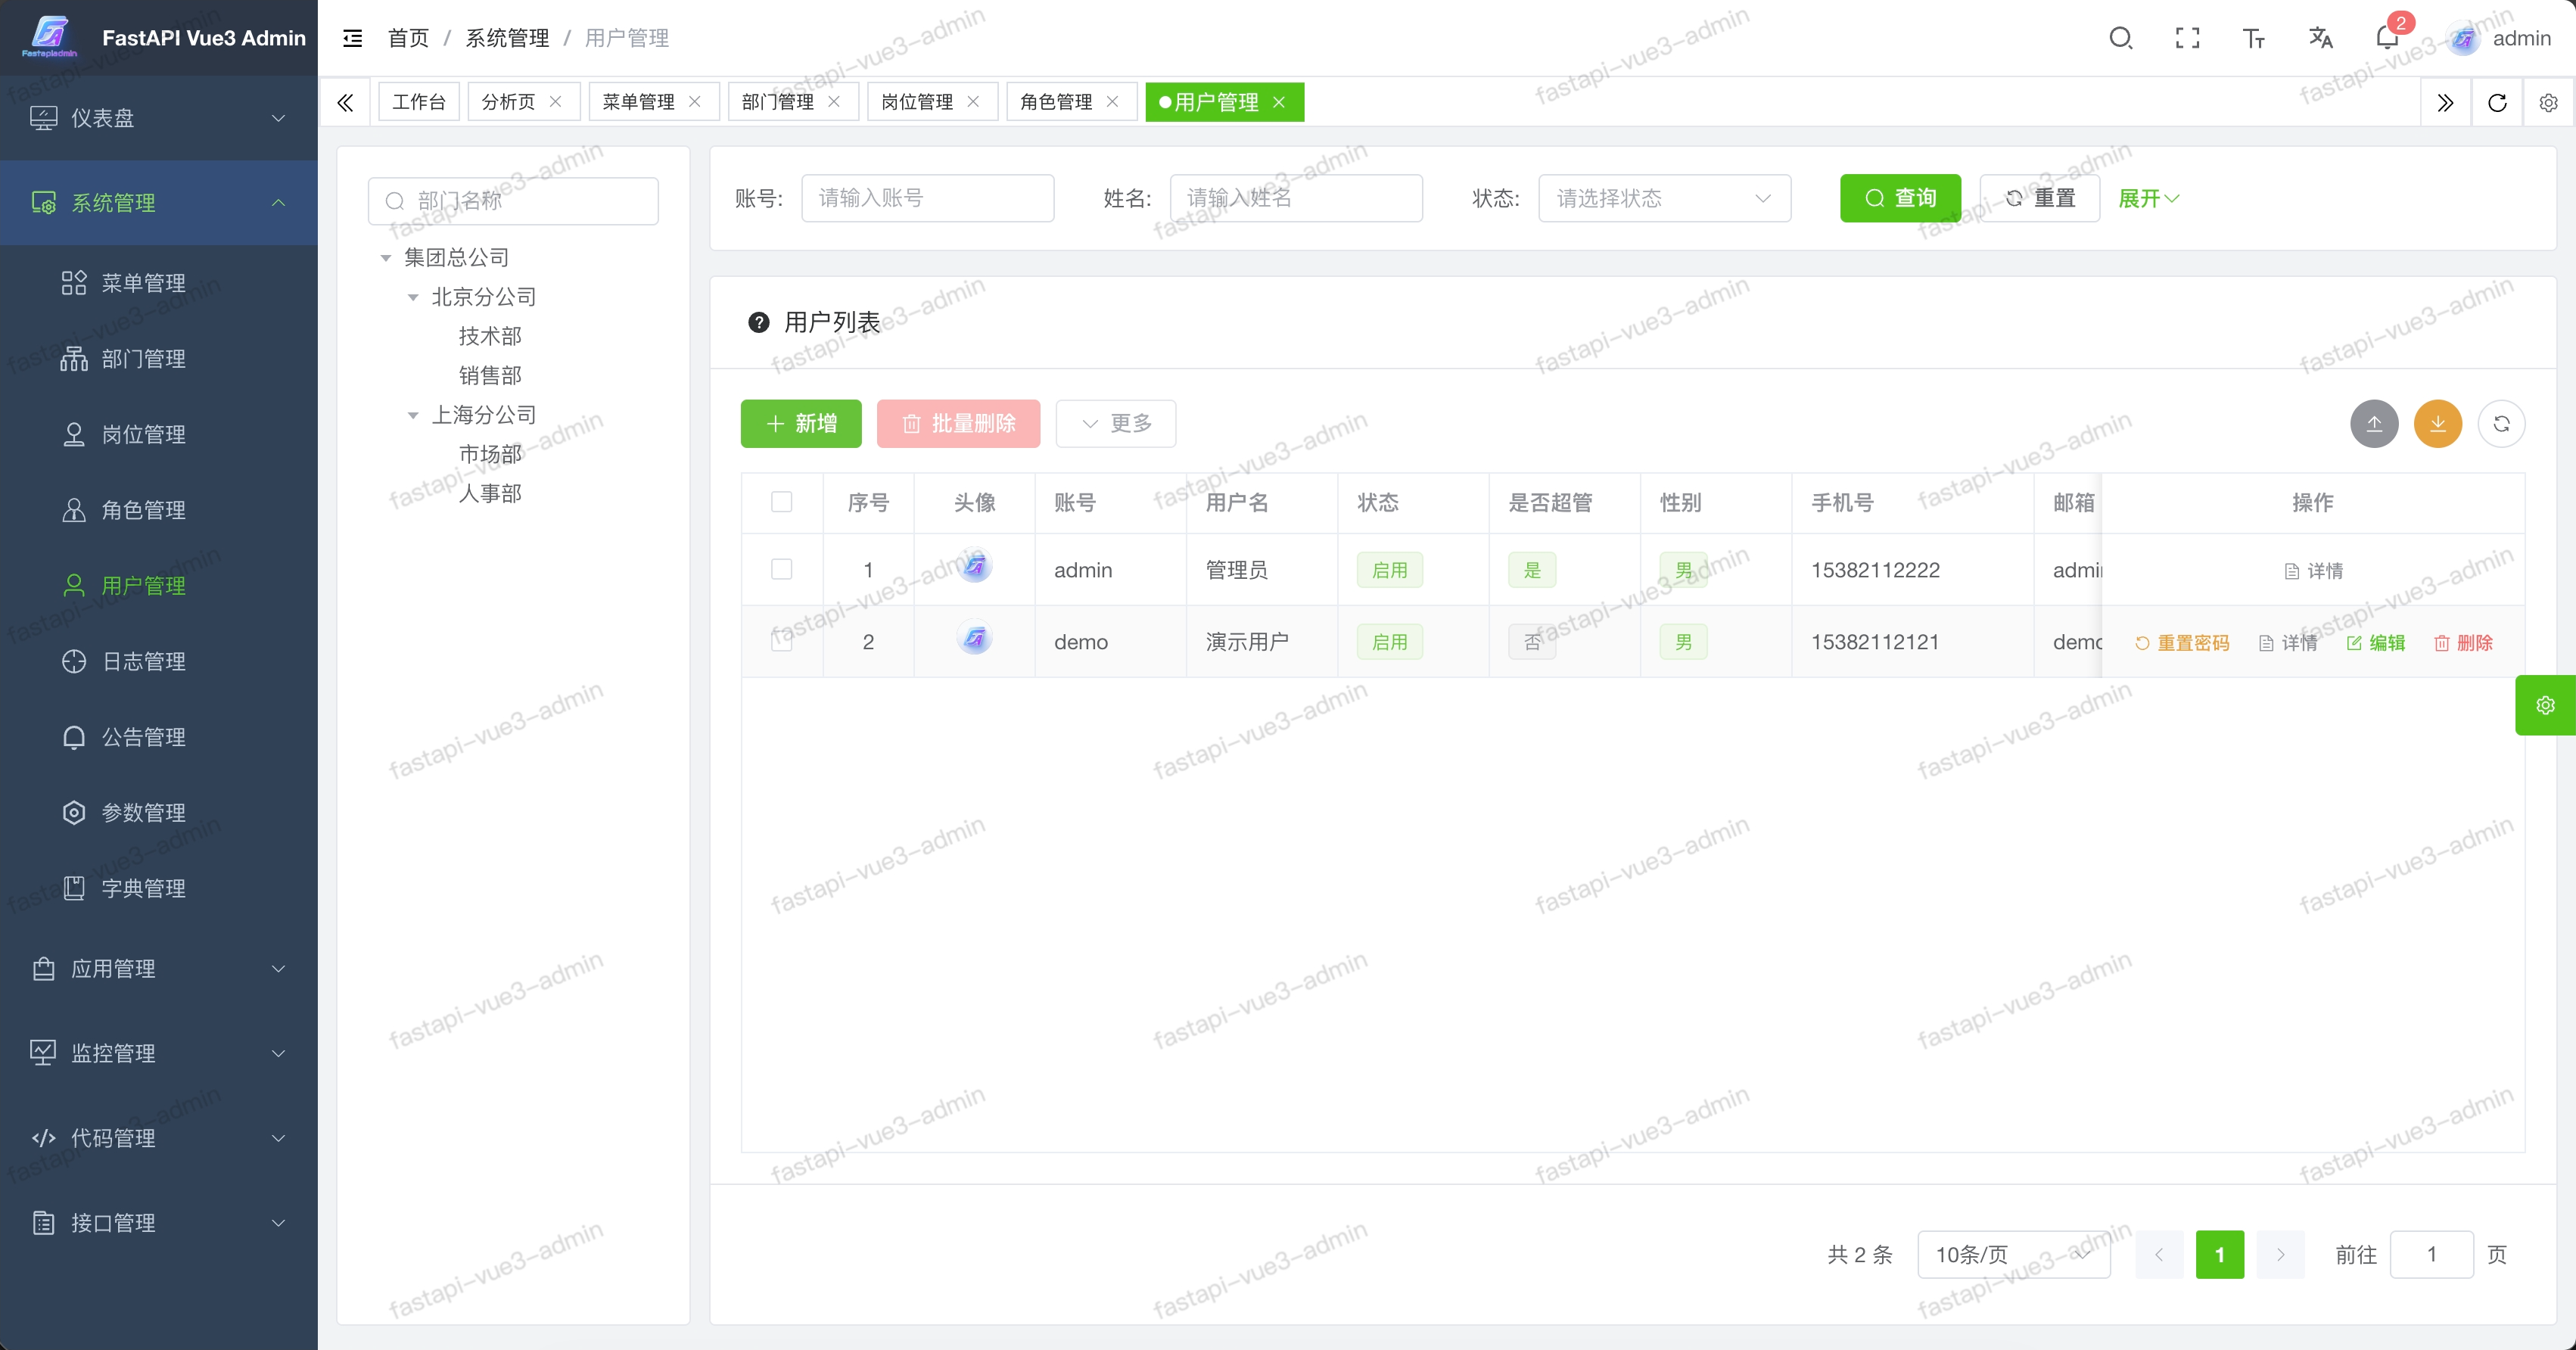 Fastapiadmin
FastAPI Vue3 Admin
首页 / 系统管理 / 用户管理
2
admin
工作台
分析页
菜单管理
部门管理
岗位管理
角色管理
用户管理
仪表盘
系统管理
菜单管理
部门管理
岗位管理
角色管理
用户管理
日志管理
公告管理
参数管理
字典管理
应用管理
监控管理
代码管理
接口管理
部门名称
集团总公司
北京分公司
技术部
销售部
上海分公司
市场部
人事部
账号: 请输入账号 姓名: 请输入姓名 状态: 请选择状态 查询 重置 展开
用户列表
新增 批量删除 更多
序号 头像 账号 用户名 状态 是否超管 性别 手机号 邮箱 操作
1 admin 管理员 启用 是 男 15382112222 admi 详情
2 demo 演示用户 启用 否 男 15382112121 demo 重置密码 详情 编辑 删除
共 2 条 10条/页 1 前往 1 页
fastapi-vue3-admin